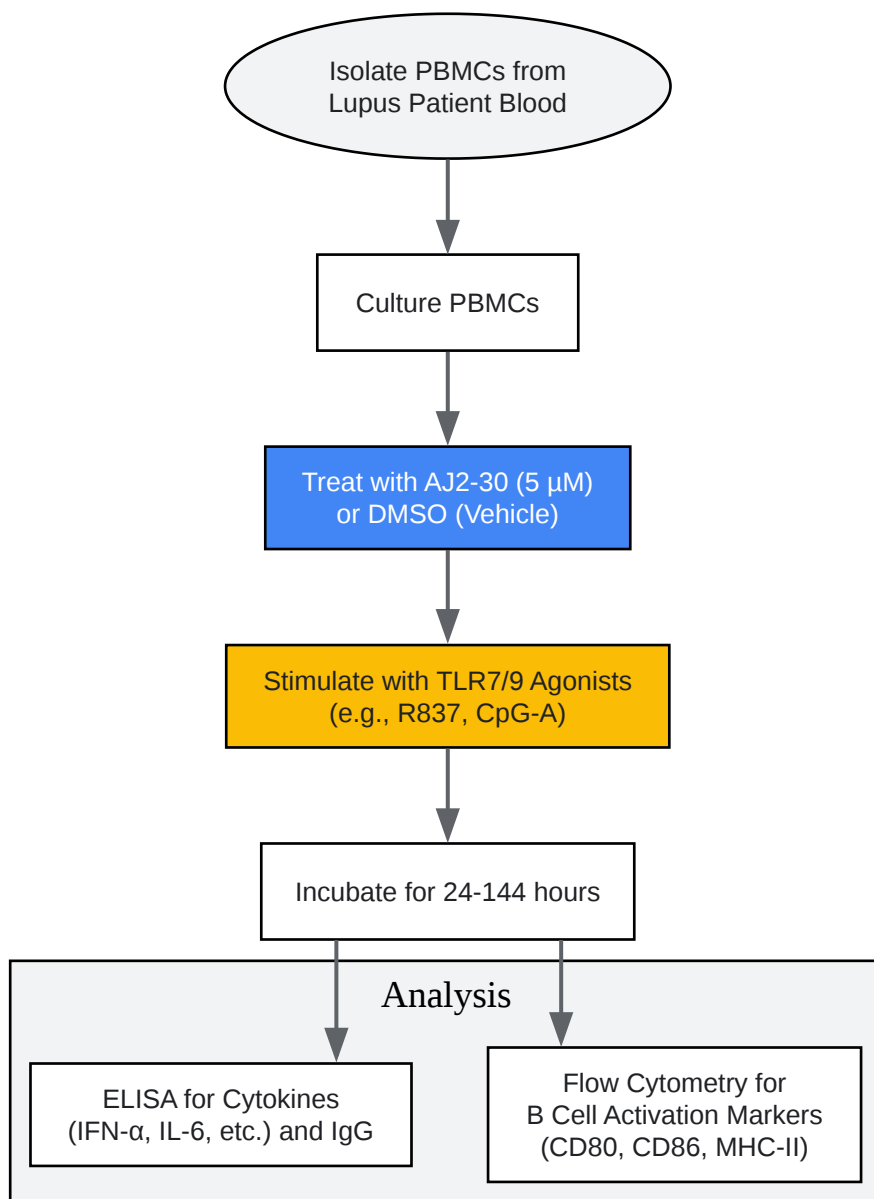 Isolate PBMCs from
Lupus Patient Blood
Culture PBMCs
Treat with AJ2-30 (5 µM)
or DMSO (Vehicle)
Stimulate with TLR7/9 Agonists
(e.g., R837, CpG-A)
Incubate for 24-144 hours
Analysis
ELISA for Cytokines
(IFN-α, IL-6, etc.) and IgG
Flow Cytometry for
B Cell Activation Markers
(CD80, CD86, MHC-II)